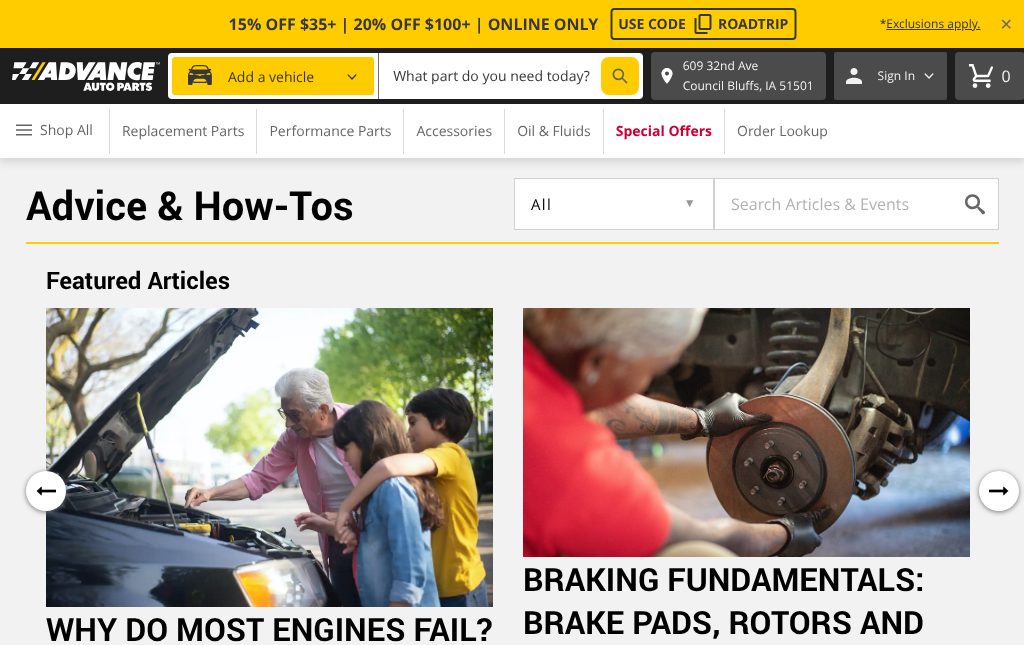 15% OFF $35+ | 20% OFF $100+ | ONLINE ONLY USE CODE ROADTRIP *Exclusions apply.
ADVANCE
AUTO PARTS
Add a vehicle
What part do you need today?
609 32nd Ave
Council Bluffs, IA 51501
Sign In
0
Shop All Replacement Parts Performance Parts Accessories Oil & Fluids Special Offers Order Lookup
Advice & How-Tos
All
Search Articles & Events
Featured Articles
WHY DO MOST ENGINES FAIL?
BRAKING FUNDAMENTALS:
BRAKE PADS, ROTORS AND